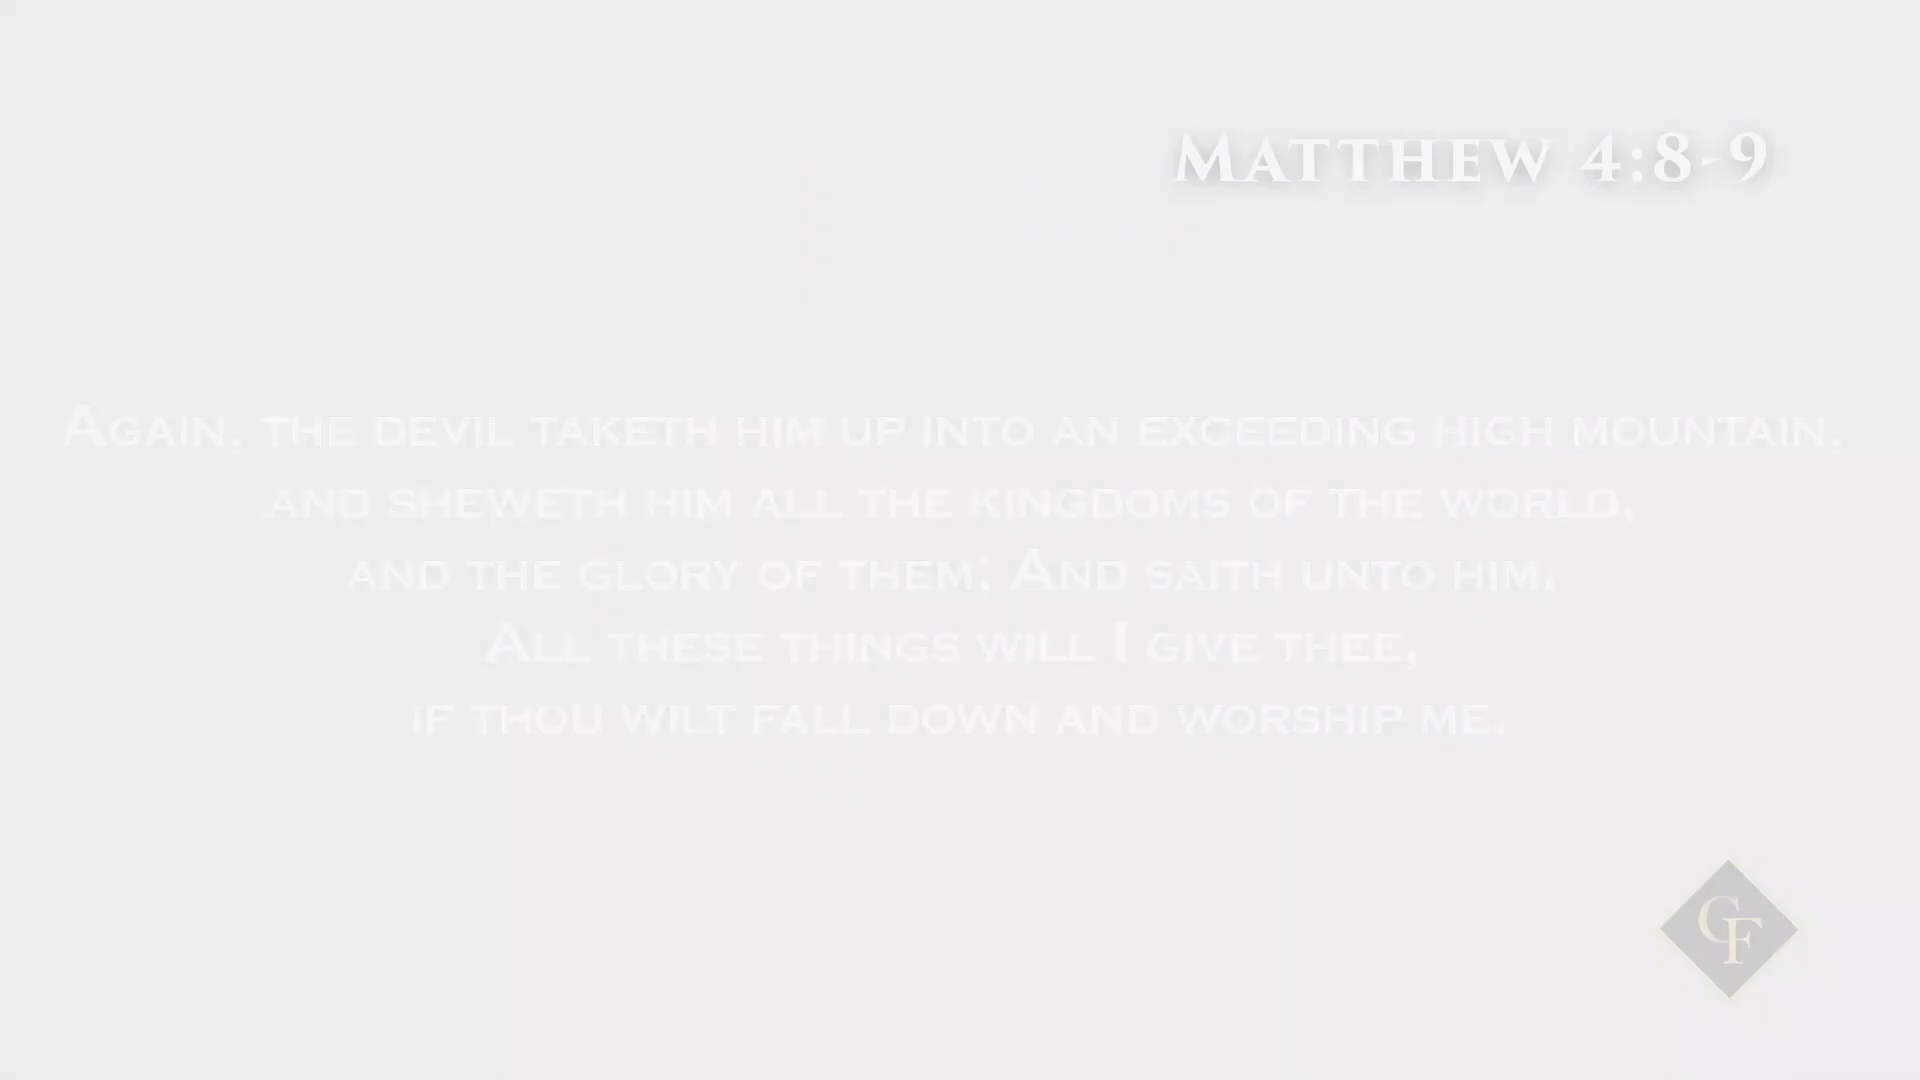 Matthew 4:8-9
Again, the devil taketh him up into an exceeding high mountain,
and sheweth him all the kingdoms of the world,
and the glory of them; And saith unto him,
All these things will I give thee,
if thou wilt fall down and worship me.
CF